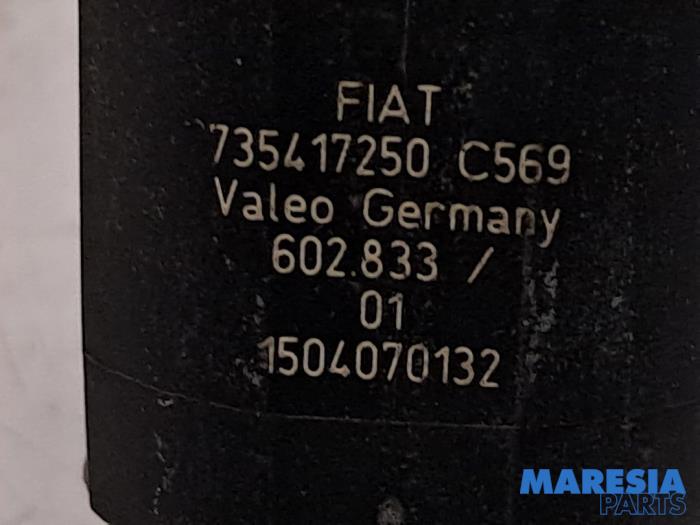 FIAT
735417250 C569
Valeo Germany
602.833 /
01
1504070132
MARESIA
PARTS